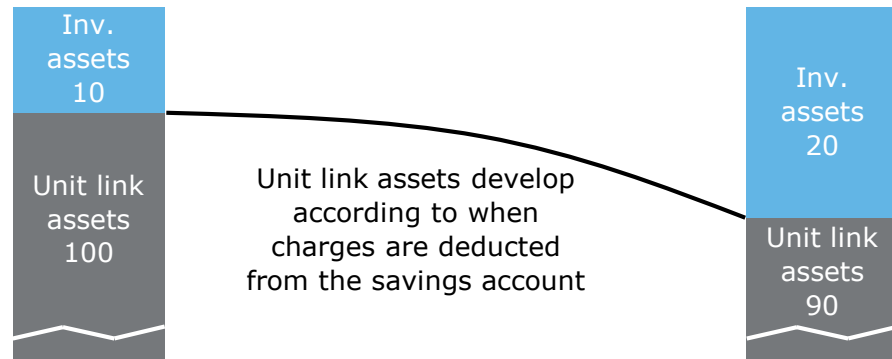 Inv.
assets
10
Unit link
assets
100
Unit link assets develop
according to when
charges are deducted
from the savings account
Inv.
assets
20
Unit link
assets
90